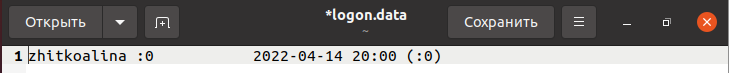 Открыть
*logon.data
~
Сохранить
1 zhitkoalina :0 2022-04-14 20:00 (:0)